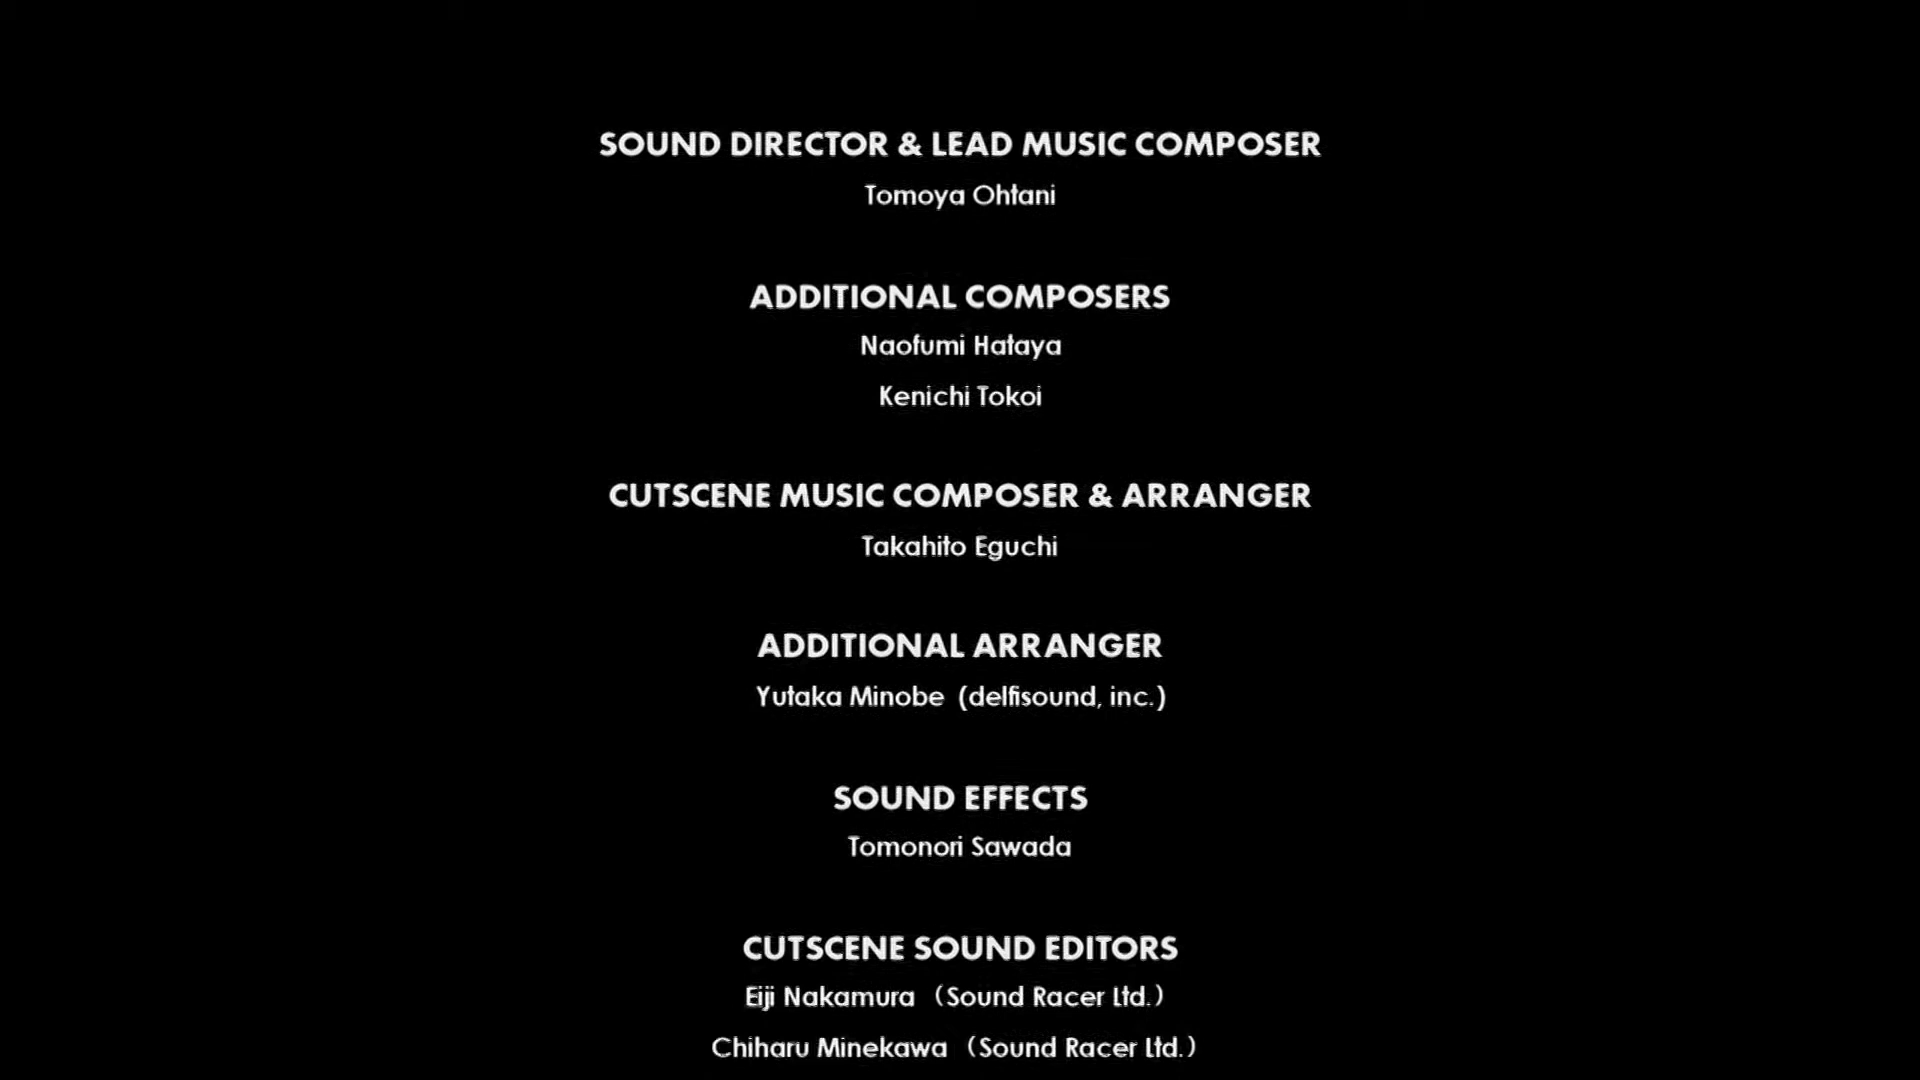 SOUND DIRECTOR & LEAD MUSIC COMPOSER
Tomoya Ohtani
ADDITIONAL COMPOSERS
Naofumi Hataya
Kenichi Tokoi
CUTSCENE MUSIC COMPOSER & ARRANGER
Takahito Eguchi
ADDITIONAL ARRANGER
Yutaka Minobe (delfisound, inc.)
SOUND EFFECTS
Tomonori Sawada
CUTSCENE SOUND EDITORS
Eiji Nakamura （Sound Racer Ltd.）
Chiharu Minekawa （Sound Racer Ltd.）